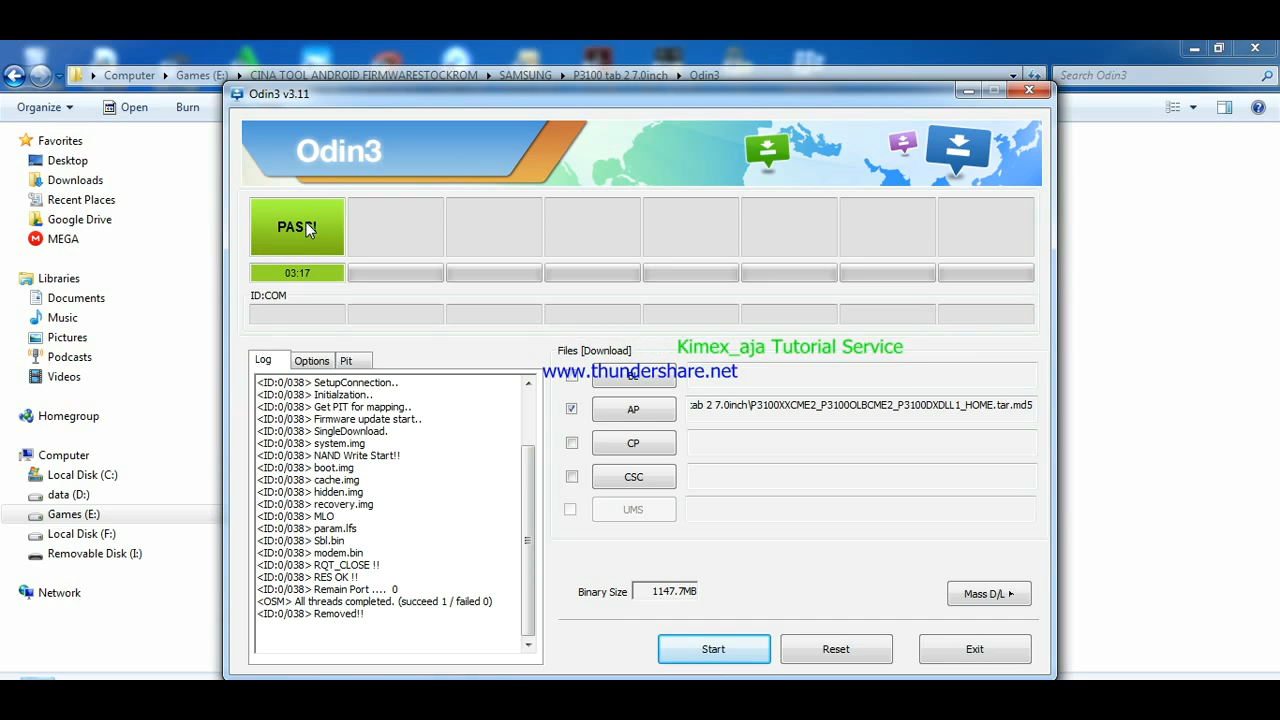 Computer
Games (E:)
CINA TOOL ANDROID FIRMWARESTOCKROM
SAMSUNG
P3100 tab 2 7.0inch
Odin3
Search Odin3
Organize
Open
Burn
Favorites
Desktop
Downloads
Recent Places
Google Drive
MEGA
Libraries
Documents
Music
Pictures
Podcasts
Videos
Homegroup
Computer
Local Disk (C:)
data (D:)
Games (E:)
Local Disk (F:)
Removable Disk (I:)
Network
Odin3 v3.11
Odin3
03:17
ID:COM
Log
Options
Pit
<ID:0/038> SetupConnection..
<ID:0/038> Initialzation..
<ID:0/038> Get PIT for mapping..
<ID:0/038> Firmware update start..
<ID:0/038> SingleDownload.
<ID:0/038> system.img
<ID:0/038> NAND Write Start!!
<ID:0/038> boot.img
<ID:0/038> cache.img
<ID:0/038> hidden.img
<ID:0/038> recovery.img
<ID:0/038> MLO
<ID:0/038> param.lfs
<ID:0/038> Sbl.bin
<ID:0/038> modem.bin
<ID:0/038> RQT_CLOSE !!
<ID:0/038> RES OK !!
<ID:0/038> Remain Port .... 0
<OSM> All threads completed. (succeed 1 / failed 0)
<ID:0/038> Removed!!
Files [Download]
Kimex_aja Tutorial Service
www.thundershare.net
AP
tab 2 7.0inch\P3100XXCME2_P3100OLBCME2_P3100DXDLL1_HOME.tar.md5
CP
CSC
UMS
Binary Size
1147.7MB
Mass D/L
Start
Reset
Exit